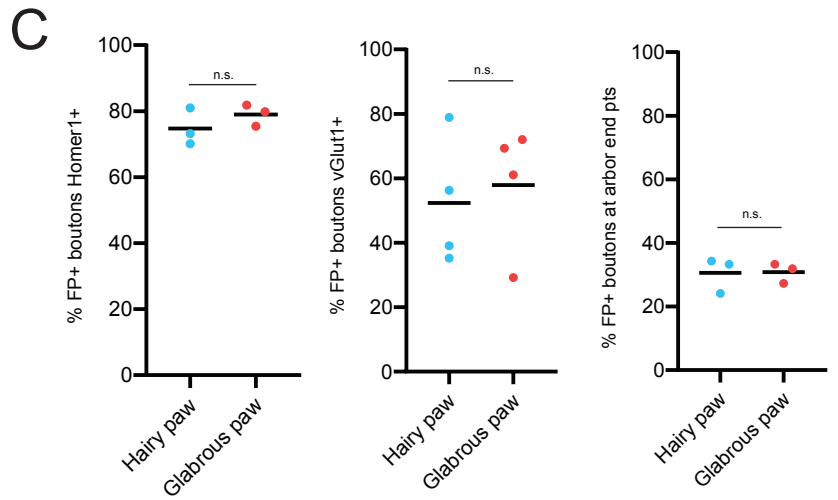 C
% FP+ boutons Homer1+
100
80
60
40
20
0
n.s.
Hairy paw
Glabrous paw
% FP+ boutons vGlut1+
100
80
60
40
20
0
n.s.
Hairy paw
Glabrous paw
% FP+ boutons at arbor end pts
100
80
60
40
20
0
n.s.
Hairy paw
Glabrous paw